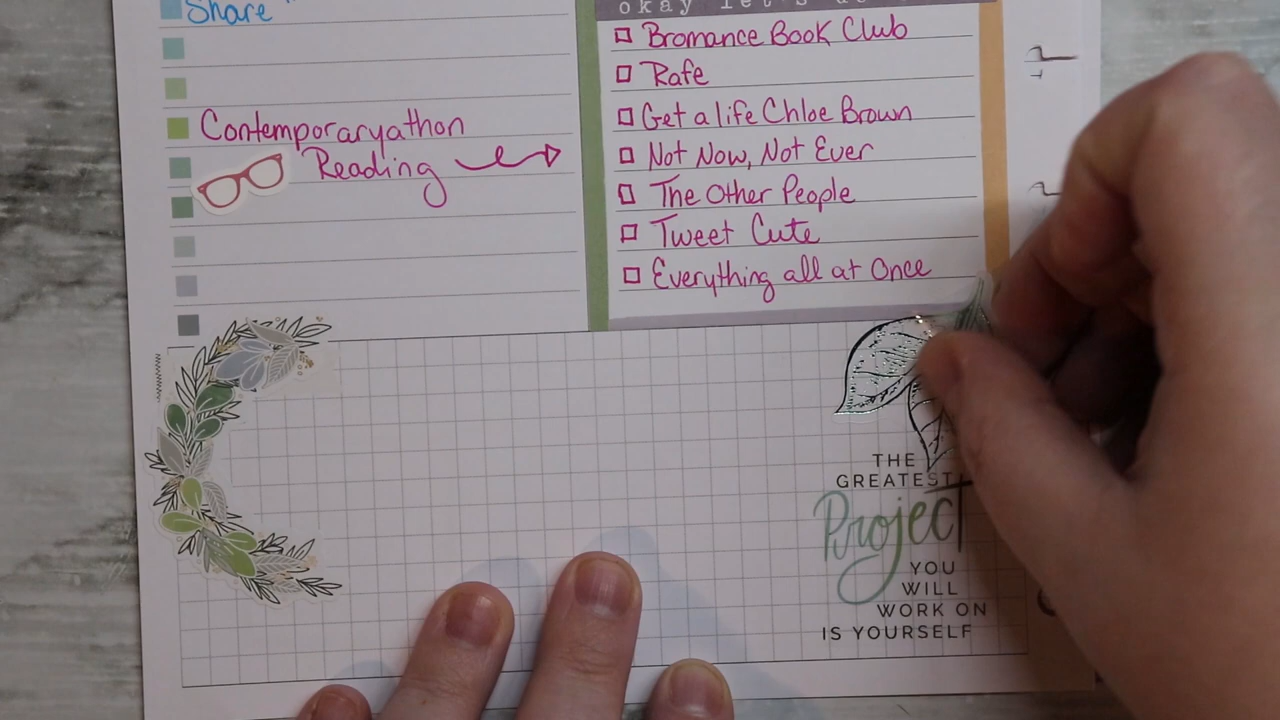 Share
okay let's
Bromance Book Club
Rafe
Get a life Chloe Brown
Not Now, Not Ever
The Other People
Tweet Cute
Everything all at Once
Contemporaryathon
Reading
THE
GREATEST
Project
YOU
WILL
WORK ON
IS YOURSELF